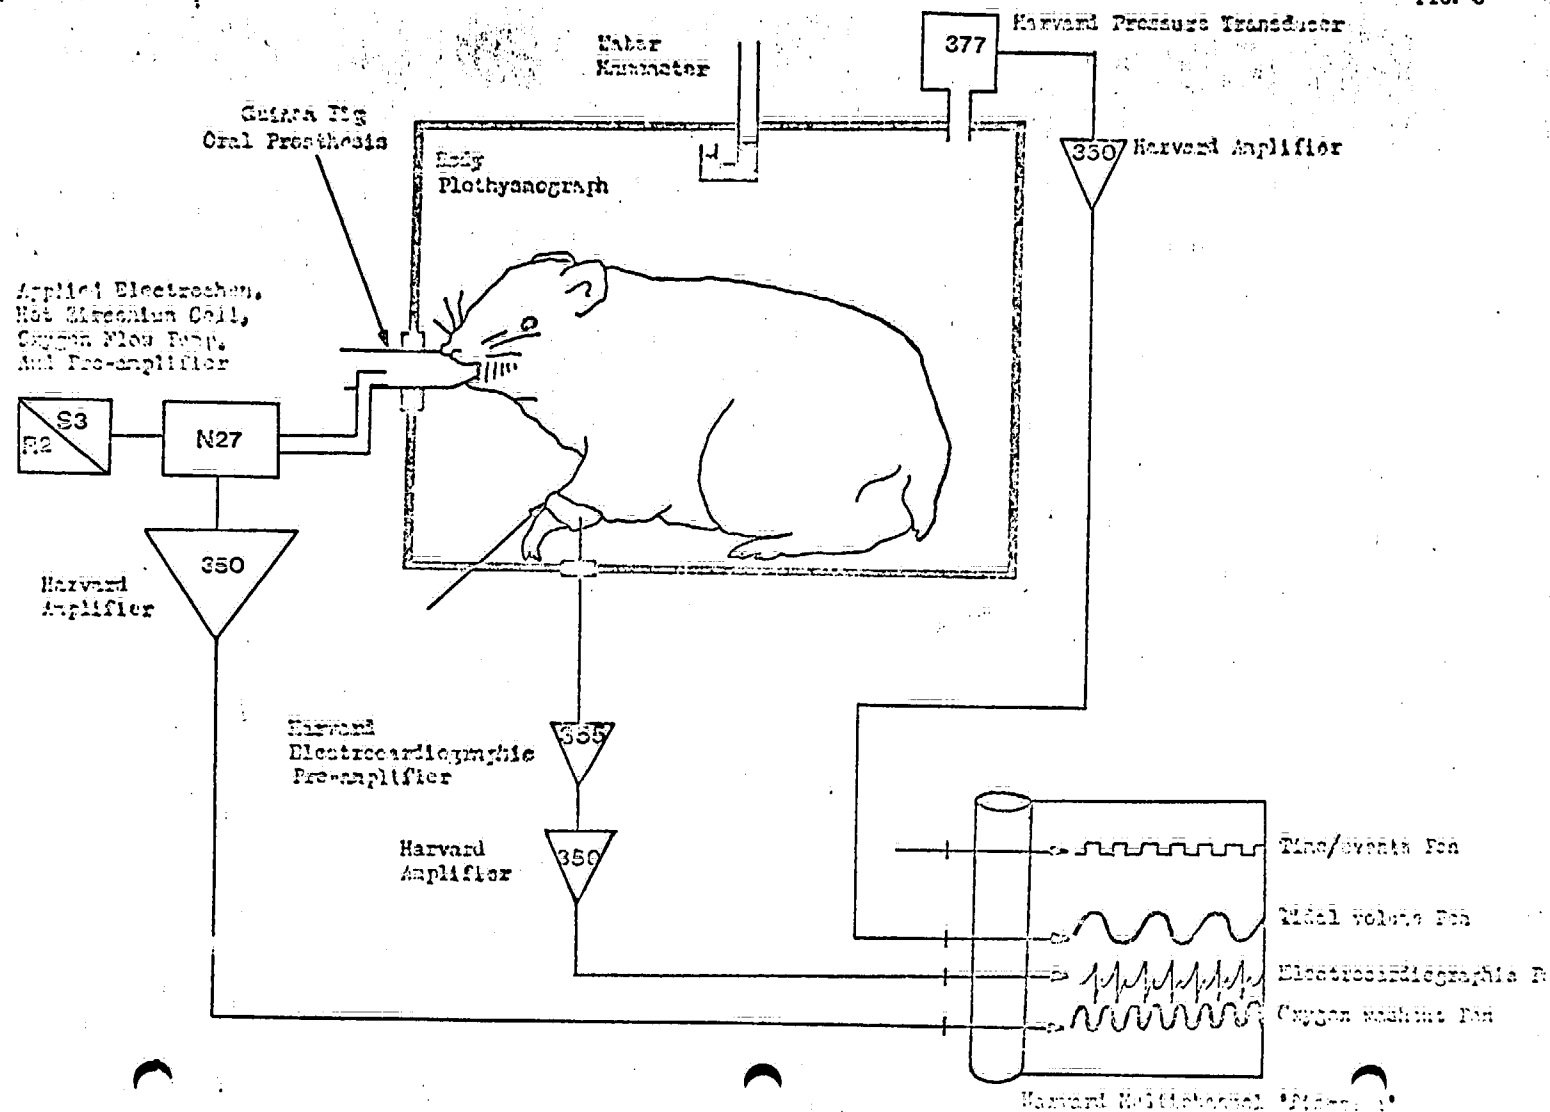 Harvard Pressure Transducer
377
Water
Manometer
Guinea Pig
Oral Prosthesis
350
Harvard Amplifier
Body
Plethysmograph
Applied Electrochem.
Hot Zirconium Cell,
Oxygen Flow Pump,
And Pre-amplifier
S3
R2
N27
350
Harvard
Amplifier
Harvard
Electrocardiographic
Pre-amplifier
355
Harvard
Amplifier
350
Time/events Pen
Tidal volume Pen
Electrocardiographic
Oxygen washout Pen
Harvard Multichannel